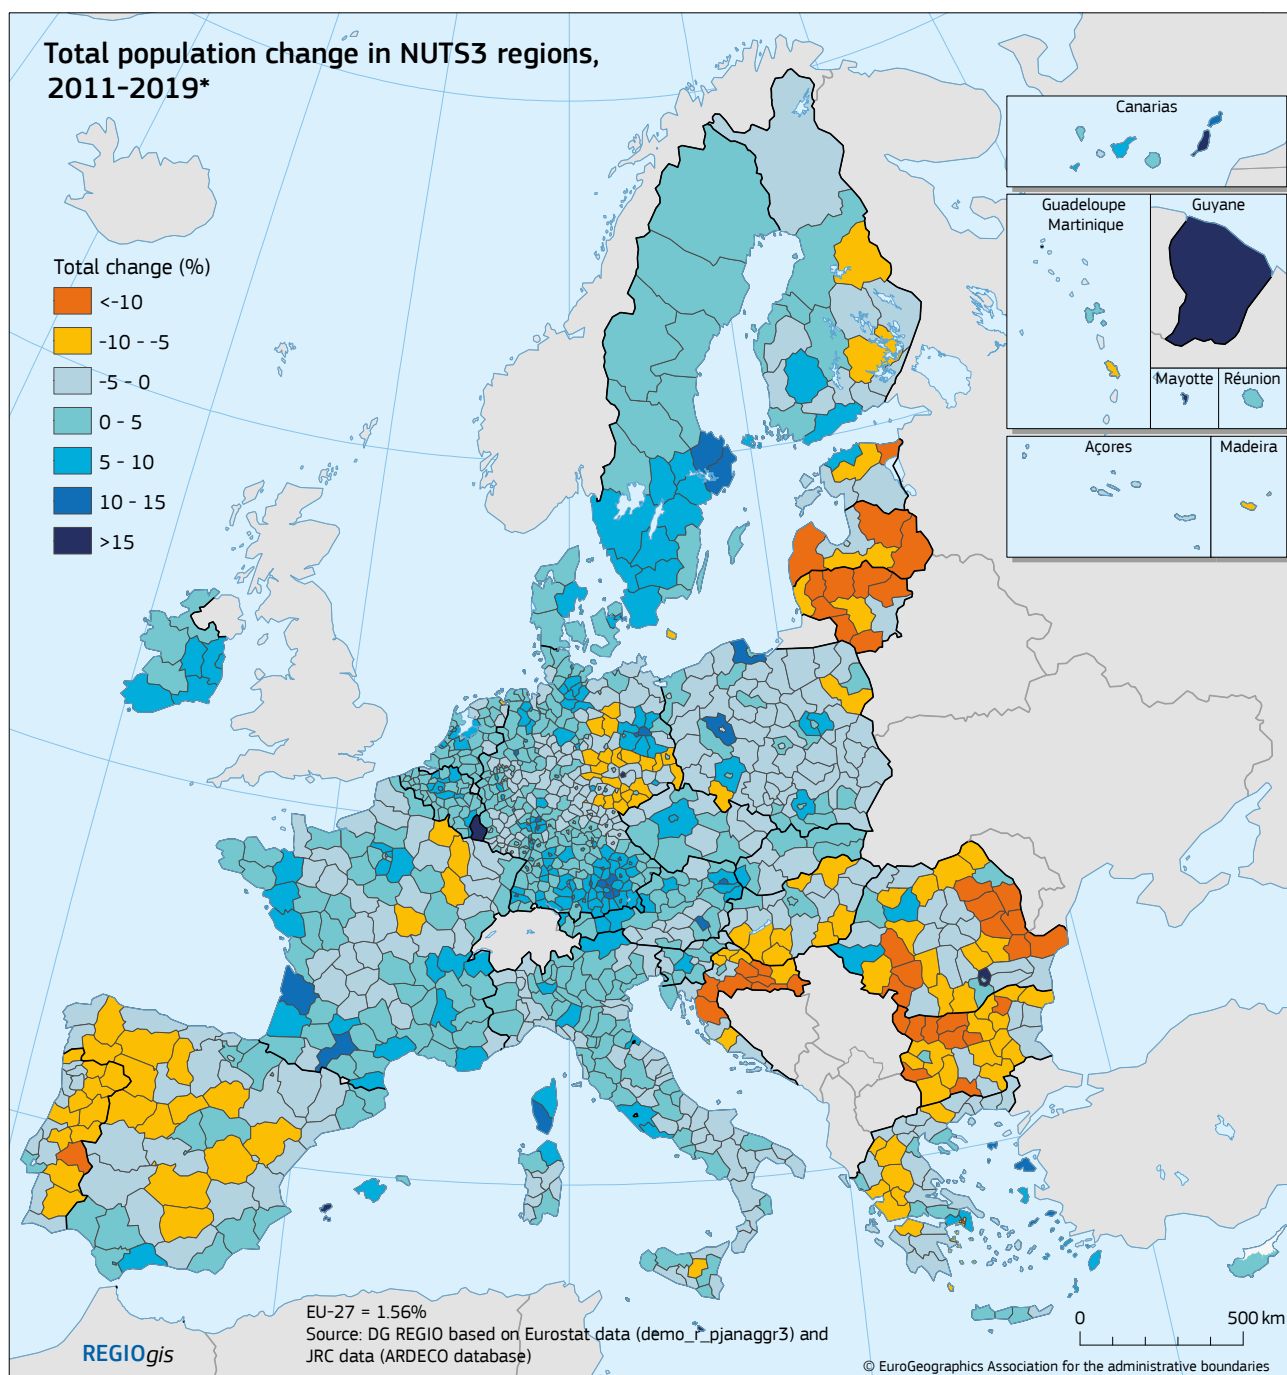 Total population change in NUTS3 regions,
2011-2019*
Total change (%)
<-10
-10 - -5
-5 - 0
0 - 5
5 - 10
10 - 15
>15
Canarias
Guadeloupe
Martinique
Guyane
Mayotte
Réunion
Açores
Madeira
EU-27 = 1.56%
Source: DG REGIO based on Eurostat data (demo_r_pjanaggr3) and
JRC data (ARDECO database)
REGIOgis
0 500 km
© EuroGeographics Association for the administrative boundaries